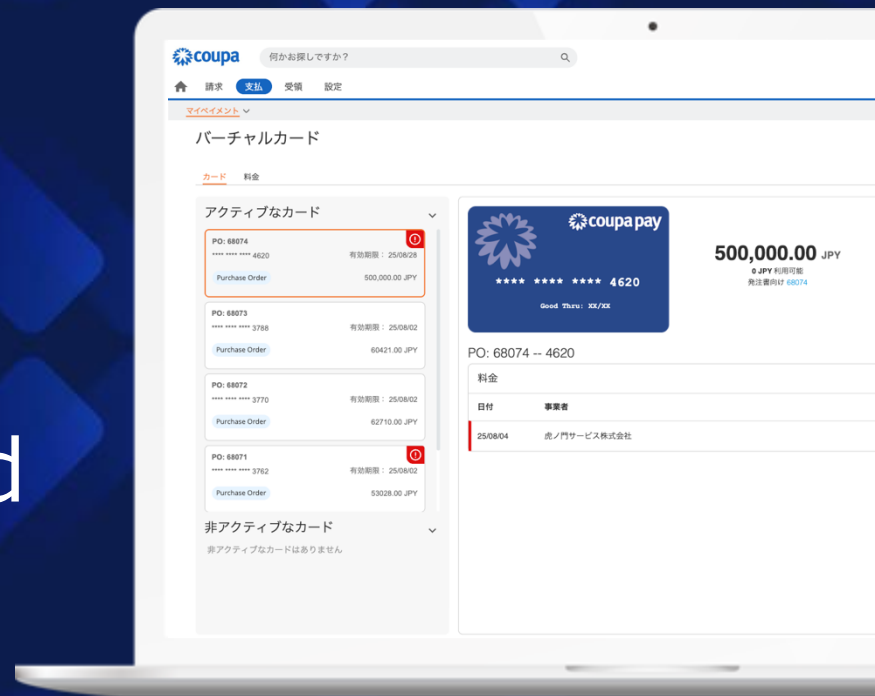 coupa
何かお探しですか?
請求 支払 受領 設定
マイペイメント
バーチャルカード
カード 料金
アクティブなカード
PO: 68074
**** **** **** 4620 有効期限： 25/08/28
Purchase Order 500,000.00 JPY
PO: 68073
**** **** **** 3788 有効期限： 25/08/02
Purchase Order 60421.00 JPY
PO: 68072
**** **** **** 3770 有効期限： 25/08/02
Purchase Order 62710.00 JPY
PO: 68071
**** **** **** 3762 有効期限： 25/08/02
Purchase Order 53028.00 JPY
非アクティブなカード
非アクティブなカードはありません
coupa pay
**** **** **** 4620
Good Thru: XX/XX
500,000.00 JPY
0 JPY 利用可能
発注書向け 68074
PO: 68074 -- 4620
料金
日付 事業者
25/08/04 虎ノ門サービス株式会社
d